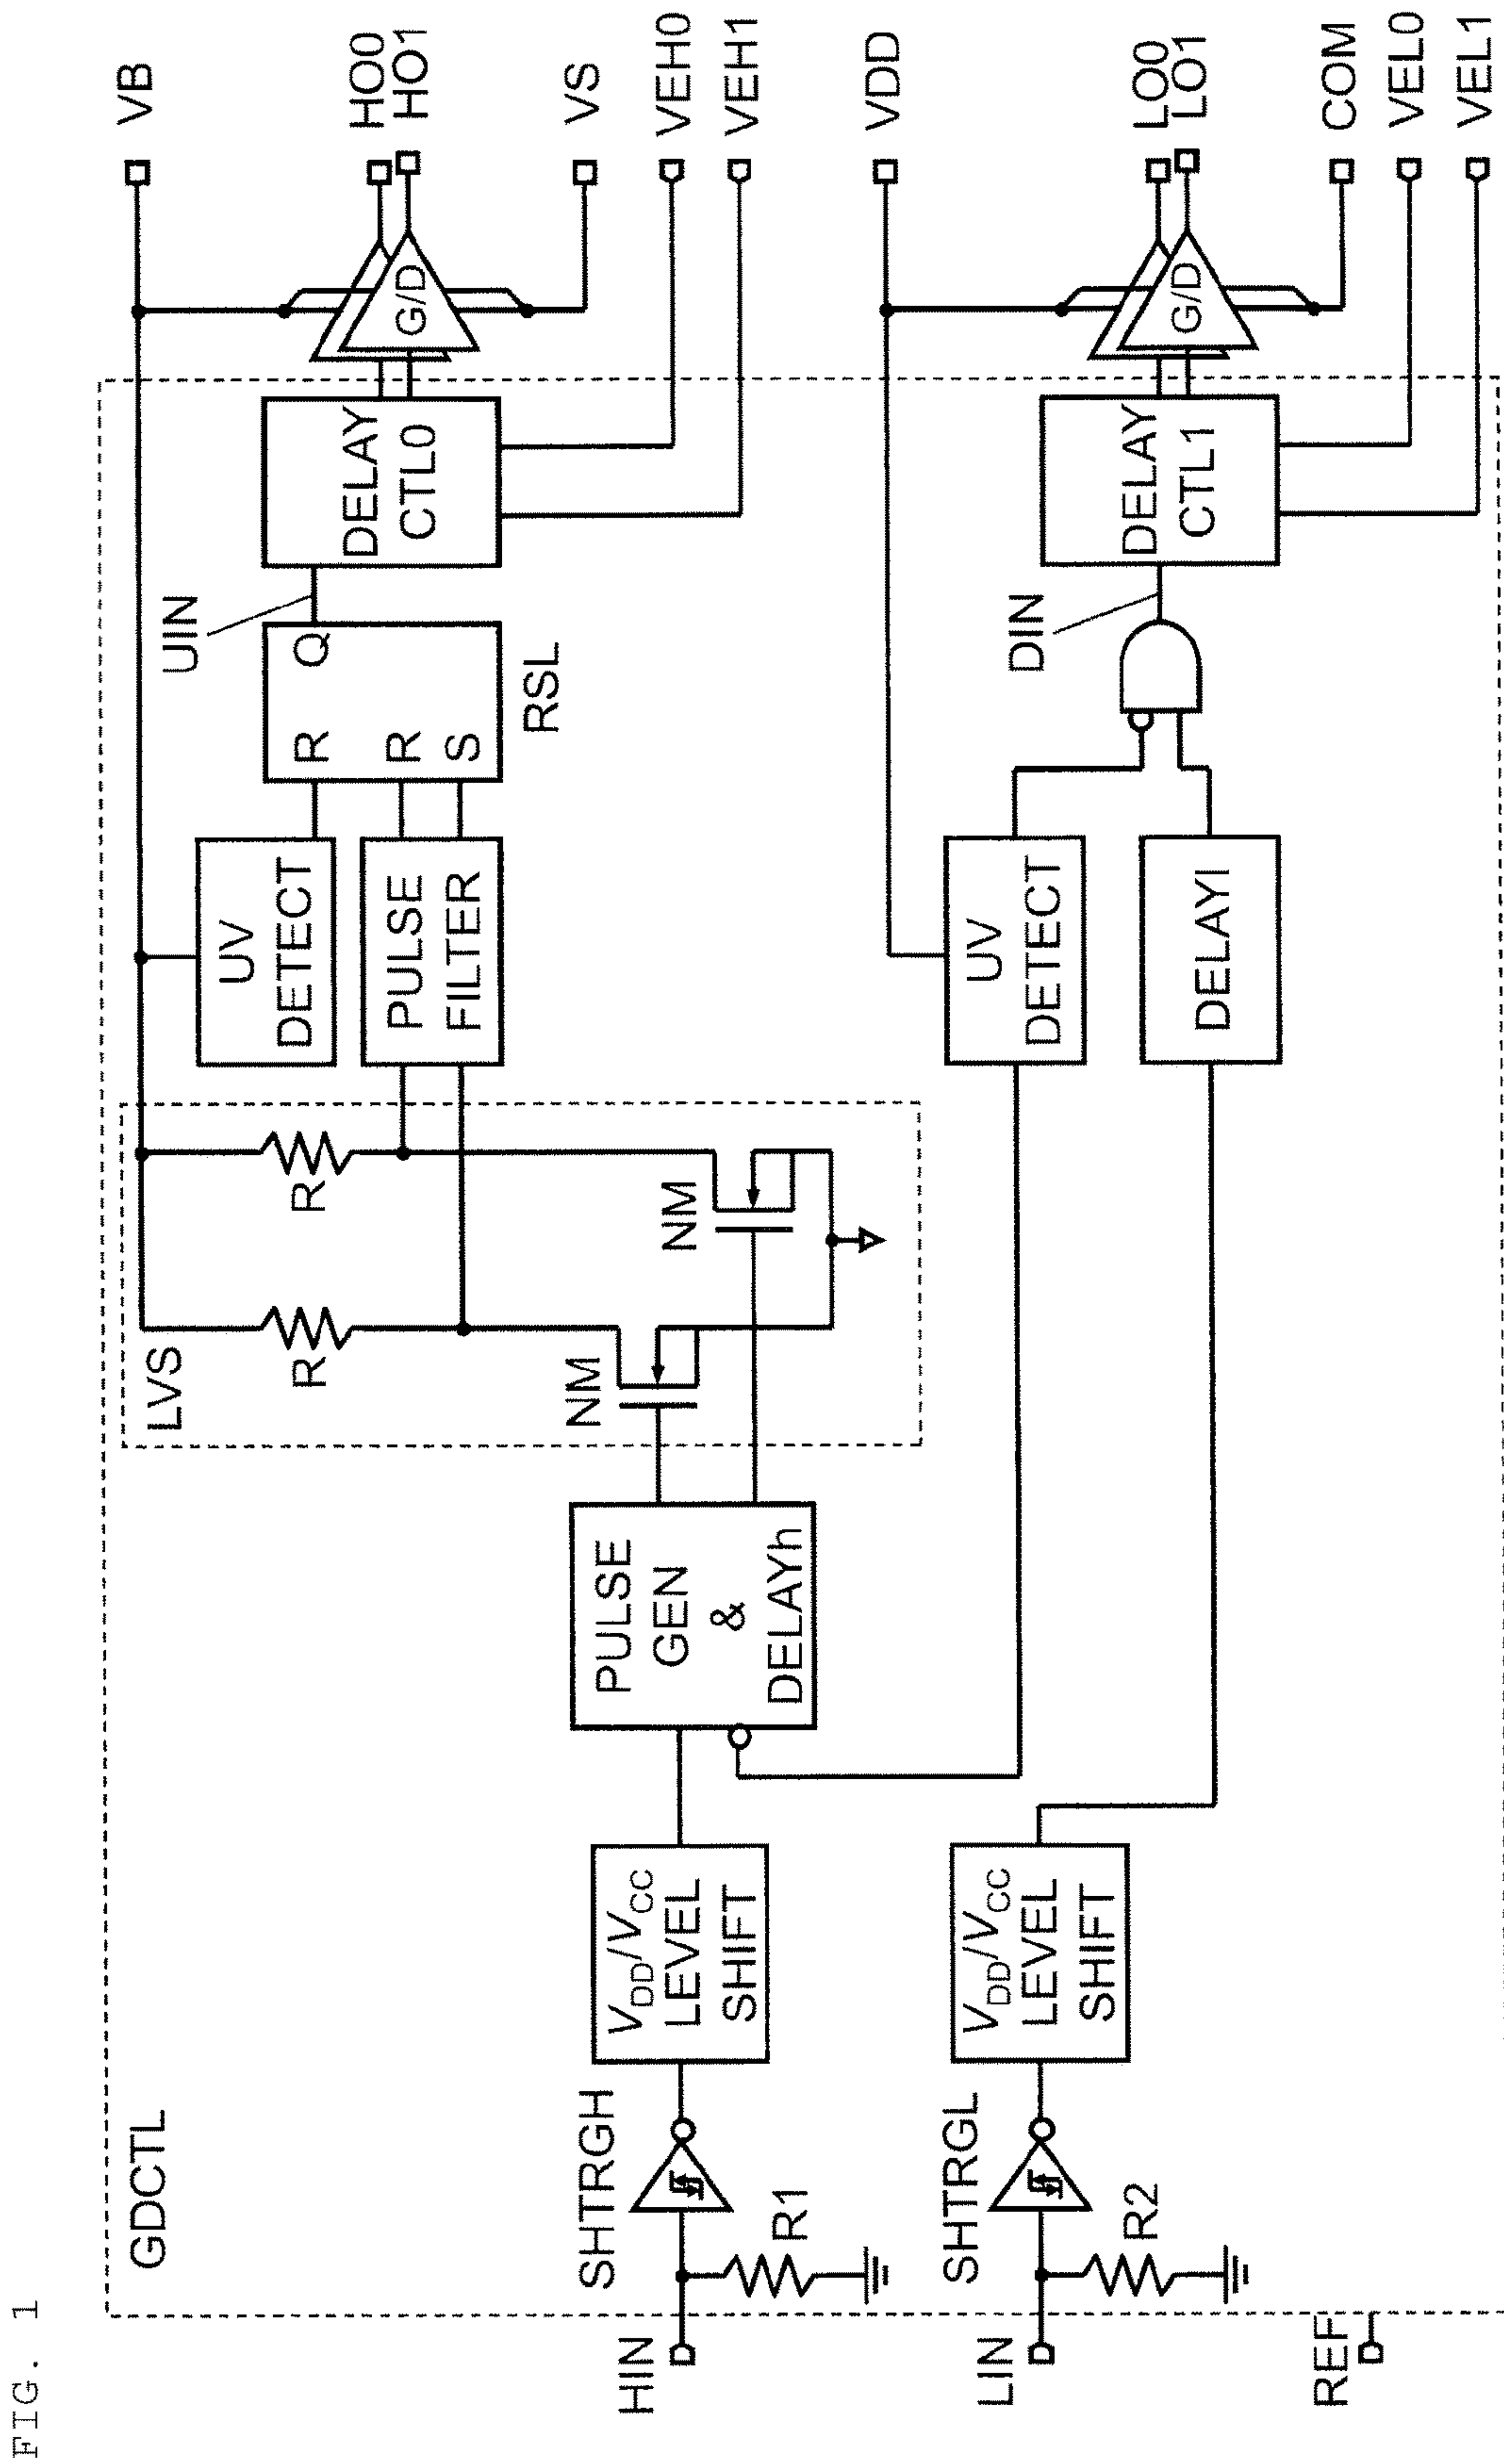 FIG. 1
GDCTL
HIN
SHTRGH
R1
VDD/VCC
LEVEL
SHIFT
PULSE
GEN
&
DELAYh
LVS
R
R
NM
NM
UV
DETECT
PULSE
FILTER
R
R
S
Q
RSL
UIN
DELAY
CTL0
G/D
VB
HO0
HO1
VS
VEH0
VEH1
LIN
SHTRGL
R2
VDD/VCC
LEVEL
SHIFT
UV
DETECT
DELAYl
DIN
DELAY
CTL1
G/D
VDD
LO0
LO1
COM
VEL0
VEL1
REF